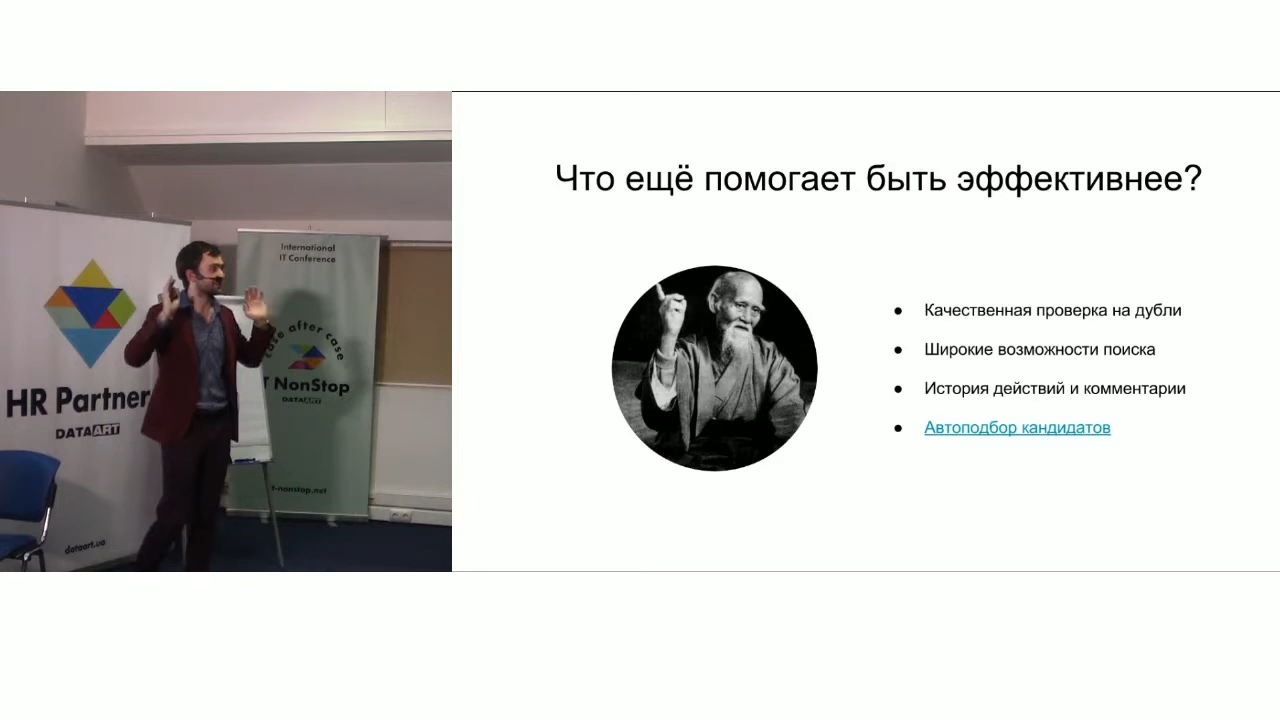 HR Partner
DATAART
dataart.ua
International
IT Conference
case after case
IT NonStop
DATAART
it-nonstop.net
Что ещё помогает быть эффективнее?
● Качественная проверка на дубли
● Широкие возможности поиска
● История действий и комментарии
● Автоподбор кандидатов